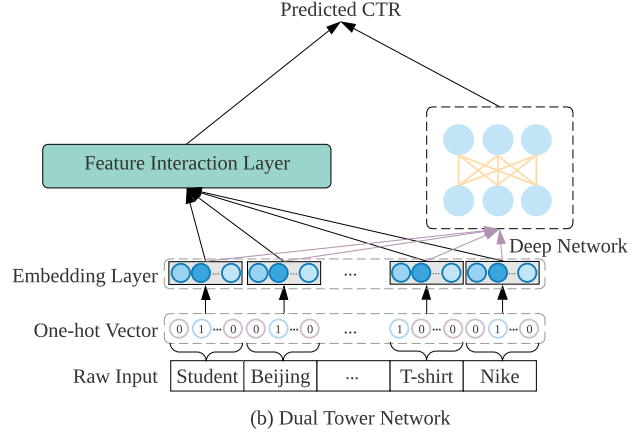 Predicted CTR
Feature Interaction Layer
Deep Network
Embedding Layer ... ... ... ... ...
One-hot Vector 0 1 ... 0 0 1 ... 0 ... 1 0 ... 0 0 1 ... 0
Raw Input Student Beijing ... T-shirt Nike
(b) Dual Tower Network